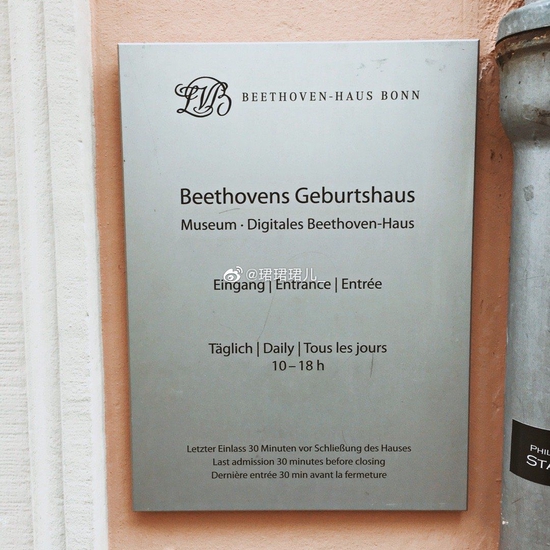 LVB BEETHOVEN-HAUS BONN
Beethovens Geburtshaus
Museum · Digitales Beethoven-Haus
@珺珺珺儿
Eingang | Entrance | Entrée
Täglich | Daily | Tous les jours
10 – 18 h
Letzter Einlass 30 Minuten vor Schließung des Hauses
Last admission 30 minutes before closing
Dernière entrée 30 min avant la fermeture